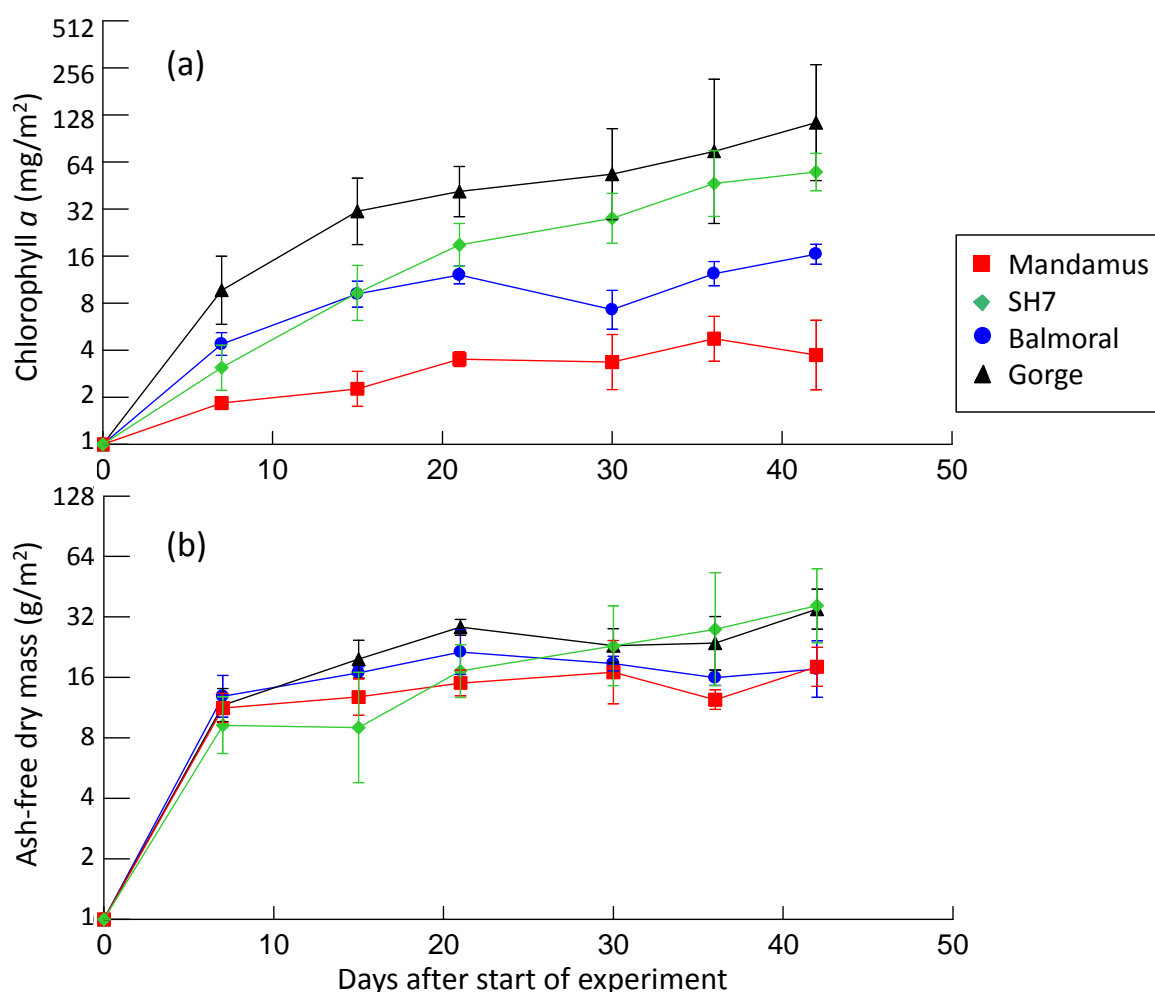 512
256
128
64
32
16
8
4
2
1
Chlorophyll a (mg/m²)
(a)
0 10 20 30 40 50
Mandamus
SH7
Balmoral
Gorge
128
64
32
16
8
4
2
1
Ash-free dry mass (g/m²)
(b)
0 10 20 30 40 50
Days after start of experiment